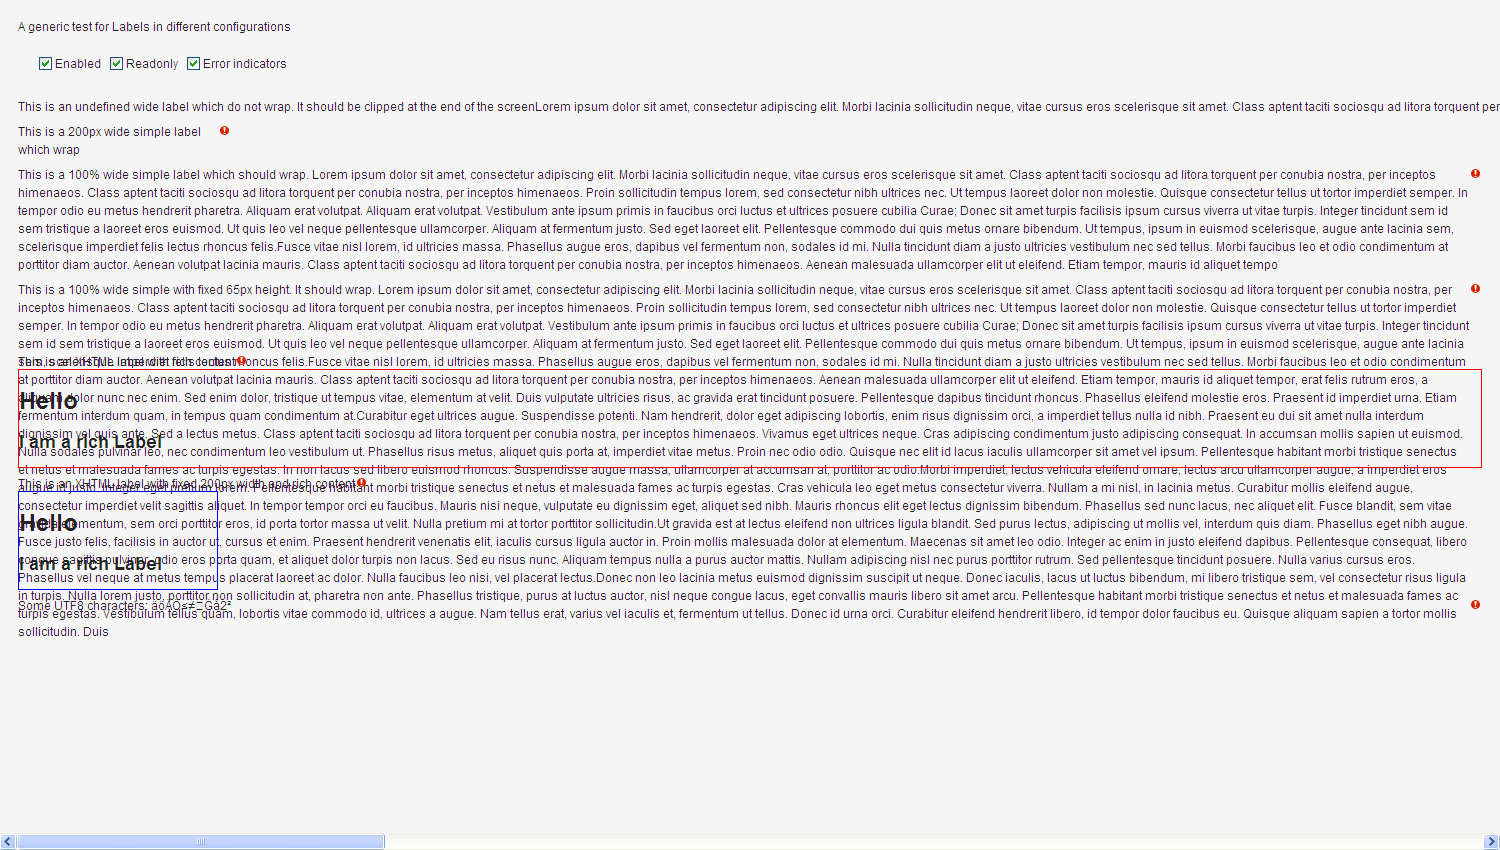 A generic test for Labels in different configurations
Enabled Readonly Error indicators
This is an undefined wide label which do not wrap. It should be clipped at the end of the screenLorem ipsum dolor sit amet, consectetur adipiscing elit. Morbi lacinia sollicitudin neque, vitae cursus eros scelerisque sit amet. Class aptent taciti sociosqu ad litora torquent per
This is a 200px wide simple label
which wrap
This is a 100% wide simple label which should wrap. Lorem ipsum dolor sit amet, consectetur adipiscing elit. Morbi lacinia sollicitudin neque, vitae cursus eros scelerisque sit amet. Class aptent taciti sociosqu ad litora torquent per conubia nostra, per inceptos
himenaeos. Class aptent taciti sociosqu ad litora torquent per conubia nostra, per inceptos himenaeos. Proin sollicitudin tempus lorem, sed consectetur nibh ultrices nec. Ut tempus laoreet dolor non molestie. Quisque consectetur tellus ut tortor imperdiet semper. In
tempor odio eu metus hendrerit pharetra. Aliquam erat volutpat. Aliquam erat volutpat. Vestibulum ante ipsum primis in faucibus orci luctus et ultrices posuere cubilia Curae; Donec sit amet turpis facilisis ipsum cursus viverra ut vitae turpis. Integer tincidunt sem id
sem tristique a laoreet eros euismod. Ut quis leo vel neque pellentesque ullamcorper. Aliquam at fermentum justo. Sed eget laoreet elit. Pellentesque commodo dui quis metus ornare bibendum. Ut tempus, ipsum in euismod scelerisque, augue ante lacinia sem,
scelerisque imperdiet felis lectus rhoncus felis.Fusce vitae nisl lorem, id ultricies massa. Phasellus augue eros, dapibus vel fermentum non, sodales id mi. Nulla tincidunt diam a justo ultricies vestibulum nec sed tellus. Morbi faucibus leo et odio condimentum at
porttitor diam auctor. Aenean volutpat lacinia mauris. Class aptent taciti sociosqu ad litora torquent per conubia nostra, per inceptos himenaeos. Aenean malesuada ullamcorper elit ut eleifend. Etiam tempor, mauris id aliquet tempo
This is a 100% wide simple with fixed 65px height. It should wrap. Lorem ipsum dolor sit amet, consectetur adipiscing elit. Morbi lacinia sollicitudin neque, vitae cursus eros scelerisque sit amet. Class aptent taciti sociosqu ad litora torquent per conubia nostra, per
inceptos himenaeos. Class aptent taciti sociosqu ad litora torquent per conubia nostra, per inceptos himenaeos. Proin sollicitudin tempus lorem, sed consectetur nibh ultrices nec. Ut tempus laoreet dolor non molestie. Quisque consectetur tellus ut tortor imperdiet
semper. In tempor odio eu metus hendrerit pharetra. Aliquam erat volutpat. Aliquam erat volutpat. Vestibulum ante ipsum primis in faucibus orci luctus et ultrices posuere cubilia Curae; Donec sit amet turpis facilisis ipsum cursus viverra ut vitae turpis. Integer tincidunt
sem id sem tristique a laoreet eros euismod. Ut quis leo vel neque pellentesque ullamcorper. Aliquam at fermentum justo. Sed eget laoreet elit. Pellentesque commodo dui quis metus ornare bibendum. Ut tempus, ipsum in euismod scelerisque, augue ante lacinia
sem, scelerisque imperdiet felis lectus rhoncus felis.Fusce vitae nisl lorem, id ultricies massa. Phasellus augue eros, dapibus vel fermentum non, sodales id mi. Nulla tincidunt diam a justo ultricies vestibulum nec sed tellus. Morbi faucibus leo et odio condimentum
at porttitor diam auctor. Aenean volutpat lacinia mauris. Class aptent taciti sociosqu ad litora torquent per conubia nostra, per inceptos himenaeos. Aenean malesuada ullamcorper elit ut eleifend. Etiam tempor, mauris id aliquet tempor, erat felis rutrum eros, a
aliquam dolor nunc nec enim. Sed enim dolor, tristique ut tempus vitae, elementum at velit. Duis vulputate ultricies risus, ac gravida erat tincidunt posuere. Pellentesque dapibus tincidunt rhoncus. Phasellus eleifend molestie eros. Praesent id imperdiet urna. Etiam
Hello
fermentum interdum quam, in tempus quam condimentum at.Curabitur eget ultrices augue. Suspendisse potenti. Nam hendrerit, dolor eget adipiscing lobortis, enim risus dignissim orci, a imperdiet tellus nulla id nibh. Praesent eu dui sit amet nulla interdum
dignissim vel quis ante. Sed a lectus metus. Class aptent taciti sociosqu ad litora torquent per conubia nostra, per inceptos himenaeos. Vivamus eget ultrices neque. Cras adipiscing condimentum justo adipiscing consequat. In accumsan mollis sapien ut euismod.
I am a rich Label
Nulla sodales pulvinar leo, nec condimentum leo vestibulum ut. Phasellus risus metus, aliquet quis porta at, imperdiet vitae metus. Proin nec odio odio. Quisque nec elit id lacus iaculis ullamcorper sit amet vel ipsum. Pellentesque habitant morbi tristique senectus
et netus et malesuada fames ac turpis egestas. In non lacus sed libero euismod rhoncus. Suspendisse augue massa, ullamcorper at accumsan at, porttitor ac odio.Morbi imperdiet, lectus vehicula eleifend ornare, lectus arcu ullamcorper augue, a imperdiet eros
This is an XHTML label with fixed 200px width and rich content
augue id justo. Integer eget pretium lorem. Pellentesque habitant morbi tristique senectus et netus et malesuada fames ac turpis egestas. Cras vehicula leo eget metus consectetur viverra. Nullam a mi nisl, in lacinia metus. Curabitur mollis eleifend augue,
consectetur imperdiet velit sagittis aliquet. In tempor tempor orci eu faucibus. Mauris nisi neque, vulputate eu dignissim eget, aliquet sed nibh. Mauris rhoncus elit eget lectus dignissim bibendum. Phasellus sed nunc lacus, nec aliquet elit. Fusce blandit, sem vitae
Hello
gravida elementum, sem orci porttitor eros, id porta tortor massa ut velit. Nulla pretium mi at tortor porttitor sollicitudin.Ut gravida est at lectus eleifend non ultrices ligula blandit. Sed purus lectus, adipiscing ut mollis vel, interdum quis diam. Phasellus eget nibh augue.
Fusce justo felis, facilisis in auctor ut, cursus et enim. Praesent hendrerit venenatis elit, iaculis cursus ligula auctor in. Proin mollis malesuada dolor at elementum. Maecenas sit amet leo odio. Integer ac enim in justo eleifend dapibus. Pellentesque consequat, libero
congue sagittis pulvinar, odio eros porta quam, et aliquet dolor turpis non lacus. Sed eu risus nunc. Aliquam tempus nulla a purus auctor mattis. Nullam adipiscing nisl nec purus porttitor rutrum. Sed pellentesque tincidunt posuere. Nulla varius cursus eros.
I am a rich Label
Phasellus vel neque at metus tempus placerat laoreet ac dolor. Nulla faucibus leo nisi, vel placerat lectus.Donec non leo lacinia metus euismod dignissim suscipit ut neque. Donec iaculis, lacus ut luctus bibendum, mi libero tristique sem, vel consectetur risus ligula
in turpis. Nulla lorem justo, porttitor non sollicitudin at, pharetra non ante. Phasellus tristique, purus at luctus auctor, nisl neque congue lacus, eget convallis mauris libero sit amet arcu. Pellentesque habitant morbi tristique senectus et netus et malesuada fames ac
Some UTF8 characters:
turpis egestas. Vestibulum tellus quam, lobortis vitae commodo id, ultrices a augue. Nam tellus erat, varius vel iaculis et, fermentum ut tellus. Donec id urna orci. Curabitur eleifend hendrerit libero, id tempor dolor faucibus eu. Quisque aliquam sapien a tortor mollis
sollicitudin. Duis